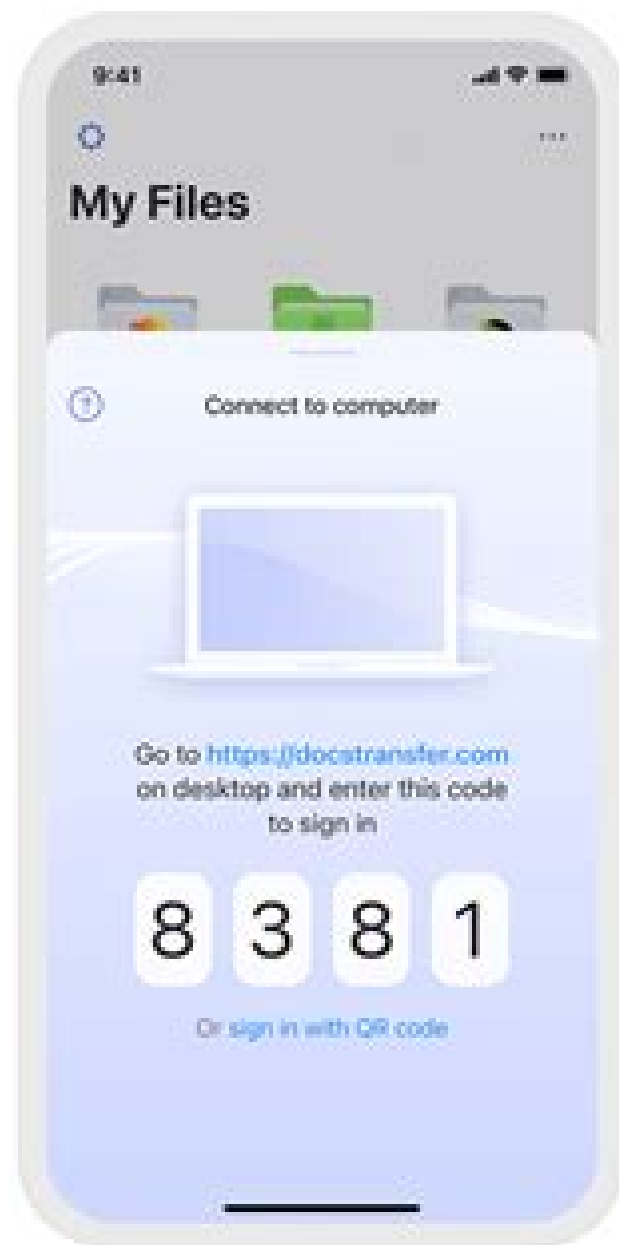 9:41
My Files
Connect to computer
Go to https://docstransfer.com
on desktop and enter this code
to sign in
8 3 8 1
Or sign in with QR code